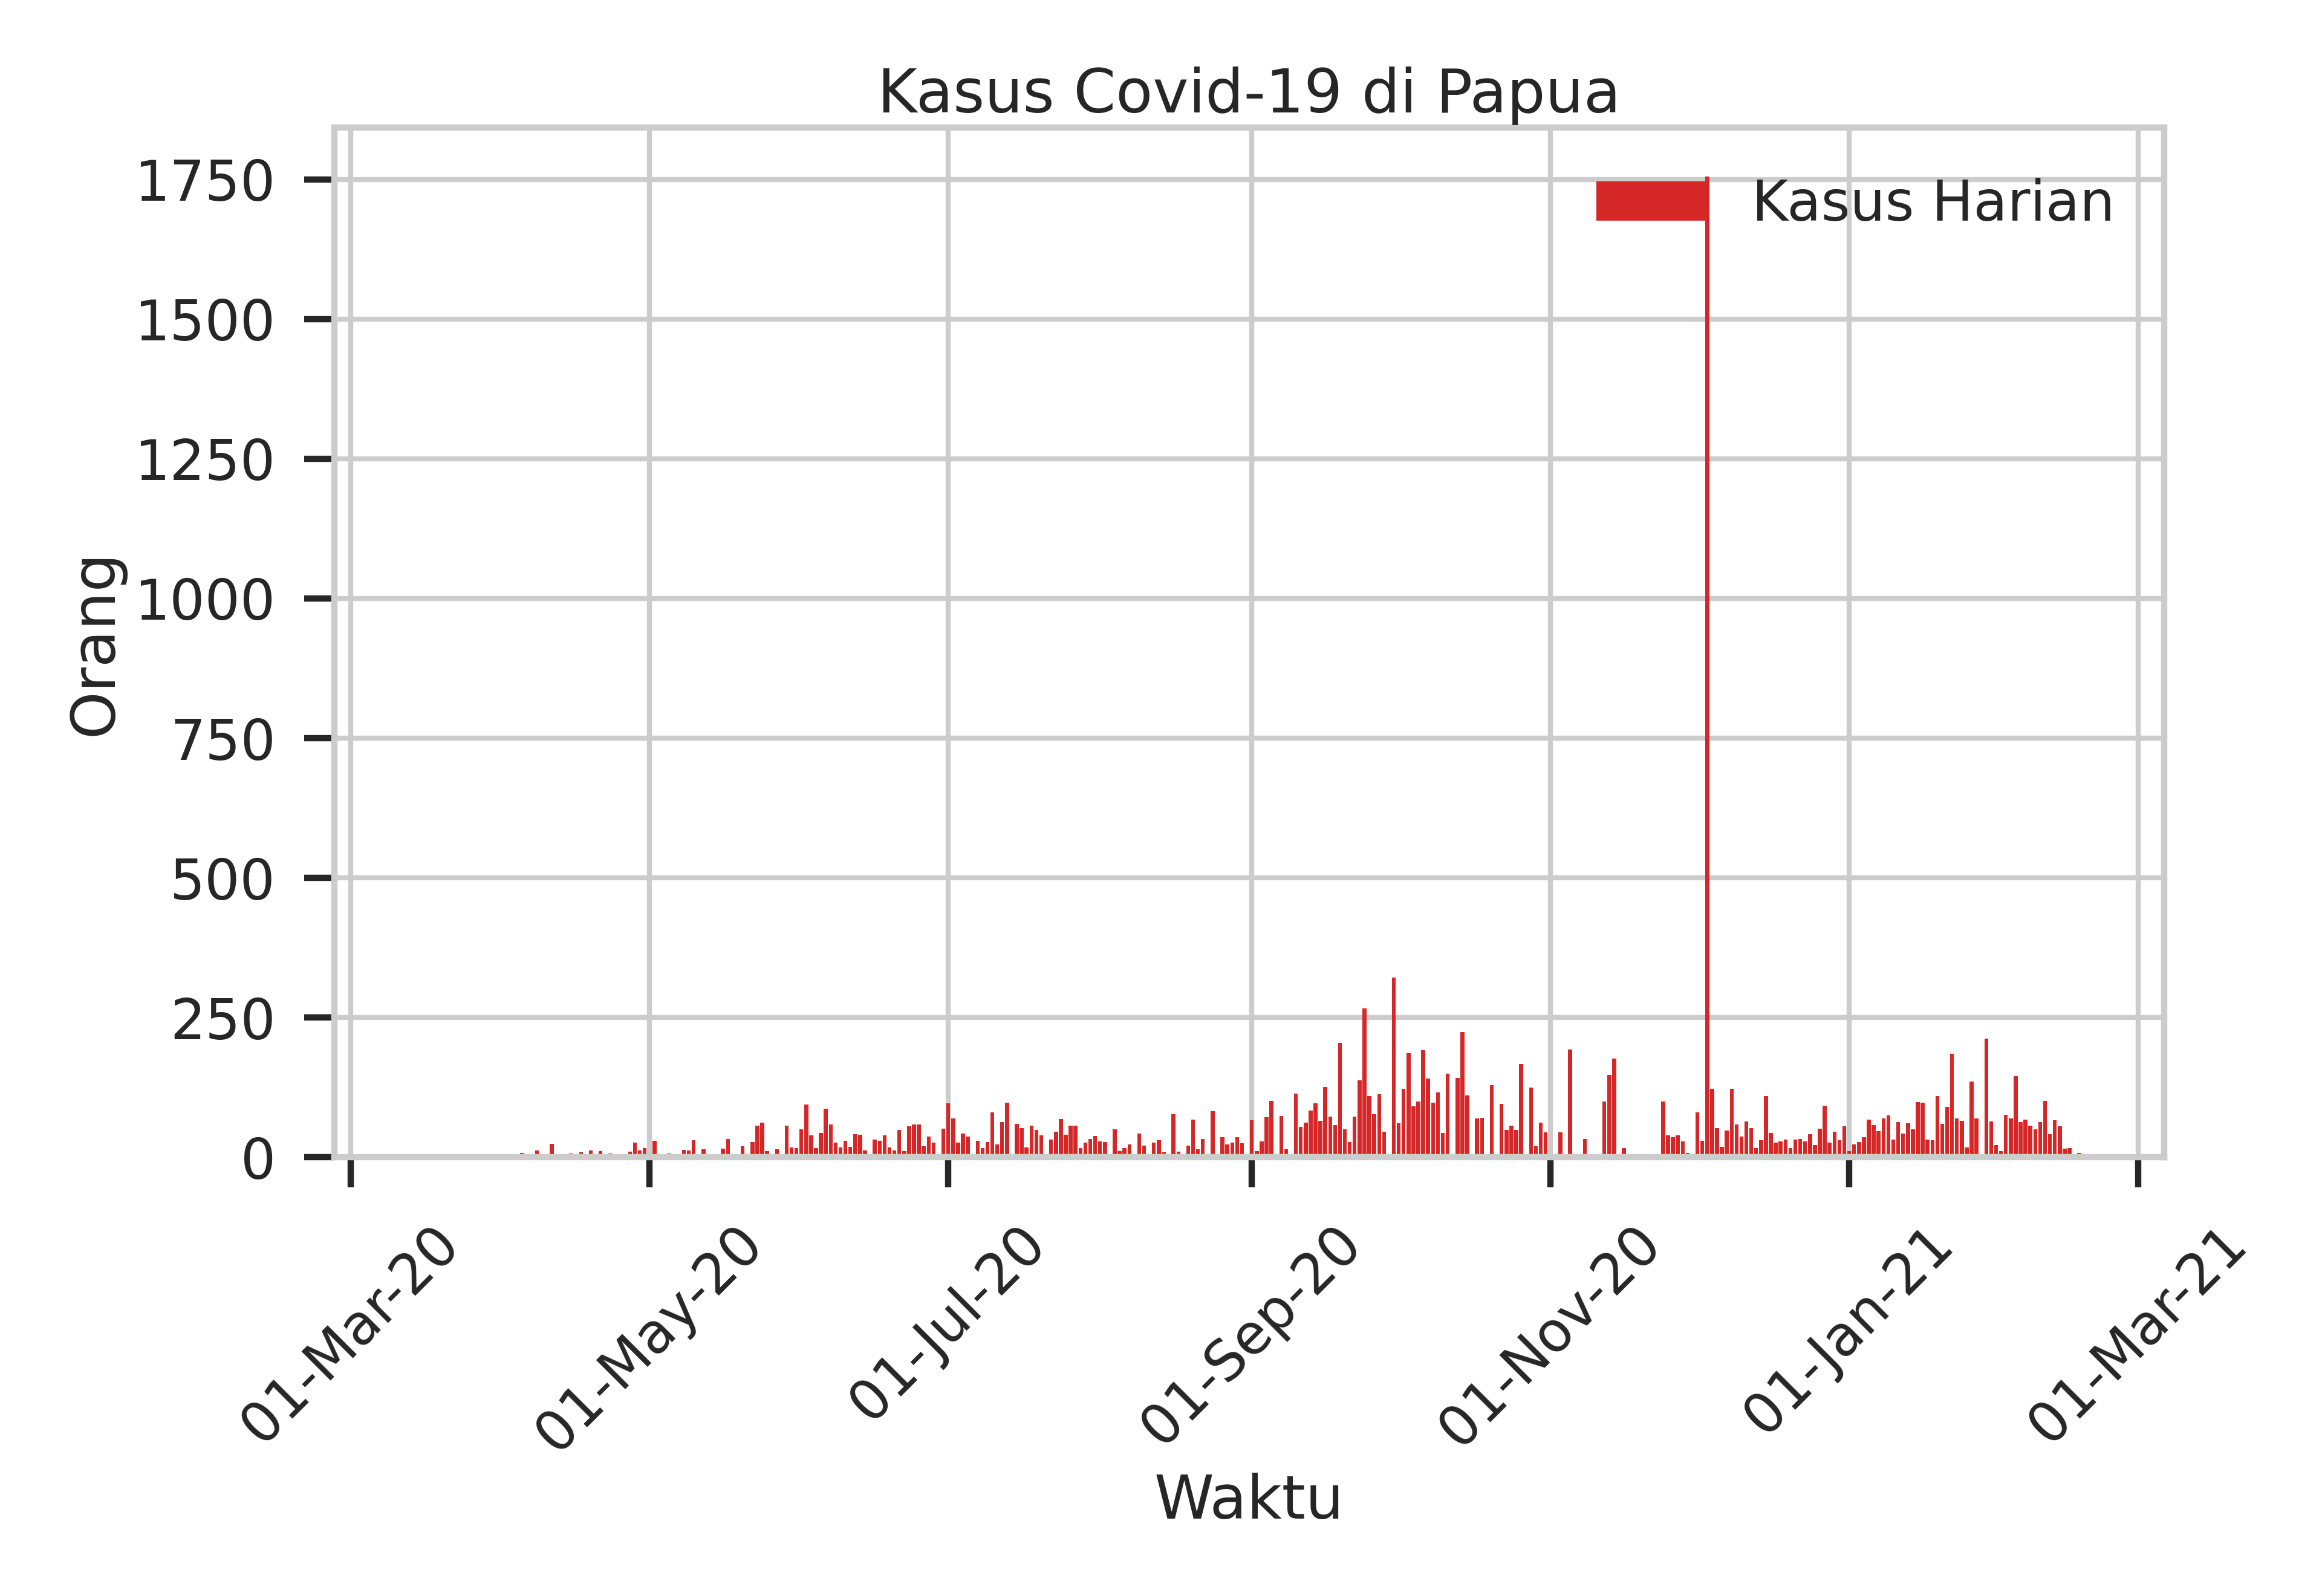 Kasus Covid-19 di Papua
Kasus Harian
1750
1500
1250
1000
750
500
250
0
Orang
01-Mar-20
01-May-20
01-Jul-20
01-Sep-20
01-Nov-20
01-Jan-21
01-Mar-21
Waktu